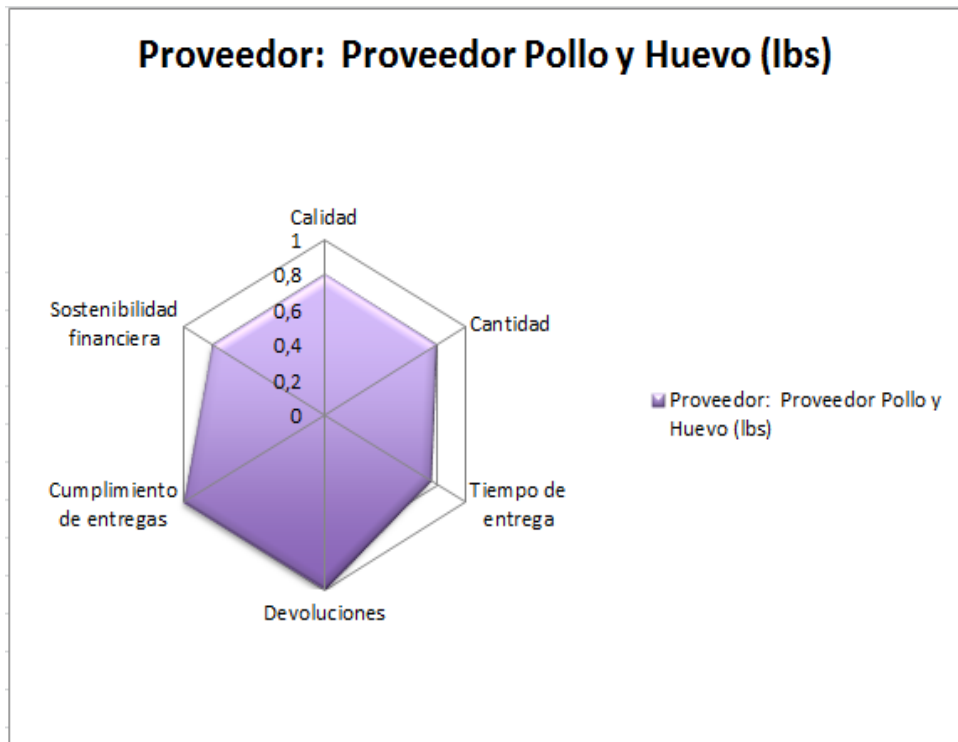 Proveedor:  Proveedor Pollo y Huevo (lbs)
Calidad
1
0,8
0,6
0,4
0,2
0
Sostenibilidad
financiera
Cantidad
Proveedor:  Proveedor Pollo y
Huevo (lbs)
Cumplimiento
de entregas
Tiempo de
entrega
Devoluciones